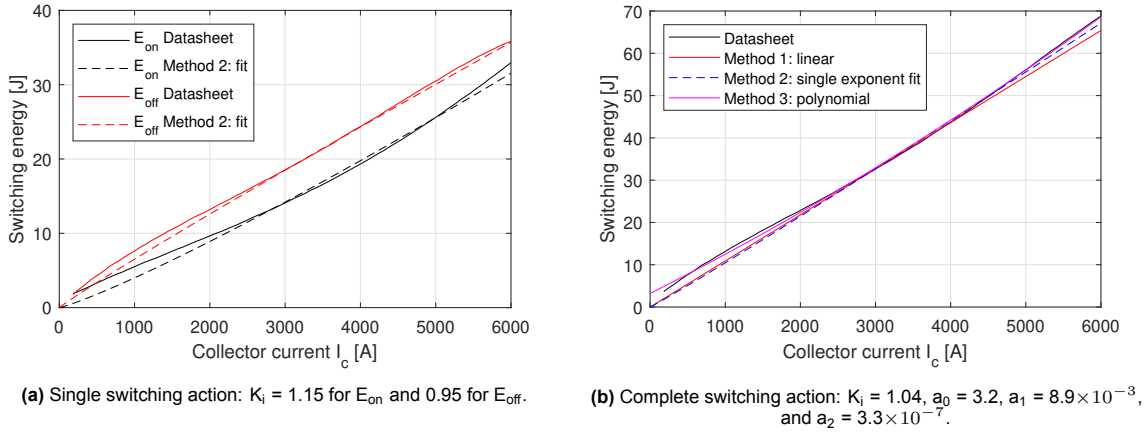 Switching energy [J]
40
30
20
10
0
E_on Datasheet
E_on Method 2: fit
E_off Datasheet
E_off Method 2: fit
0 1000 2000 3000 4000 5000 6000
Collector current I_c [A]
(a) Single switching action: K_i = 1.15 for E_on and 0.95 for E_off.
Switching energy [J]
70
60
50
40
30
20
10
0
Datasheet
Method 1: linear
Method 2: single exponent fit
Method 3: polynomial
0 1000 2000 3000 4000 5000 6000
Collector current I_c [A]
(b) Complete switching action: K_i = 1.04, a_0 = 3.2, a_1 = 8.9×10^−3,
and a_2 = 3.3×10^−7.